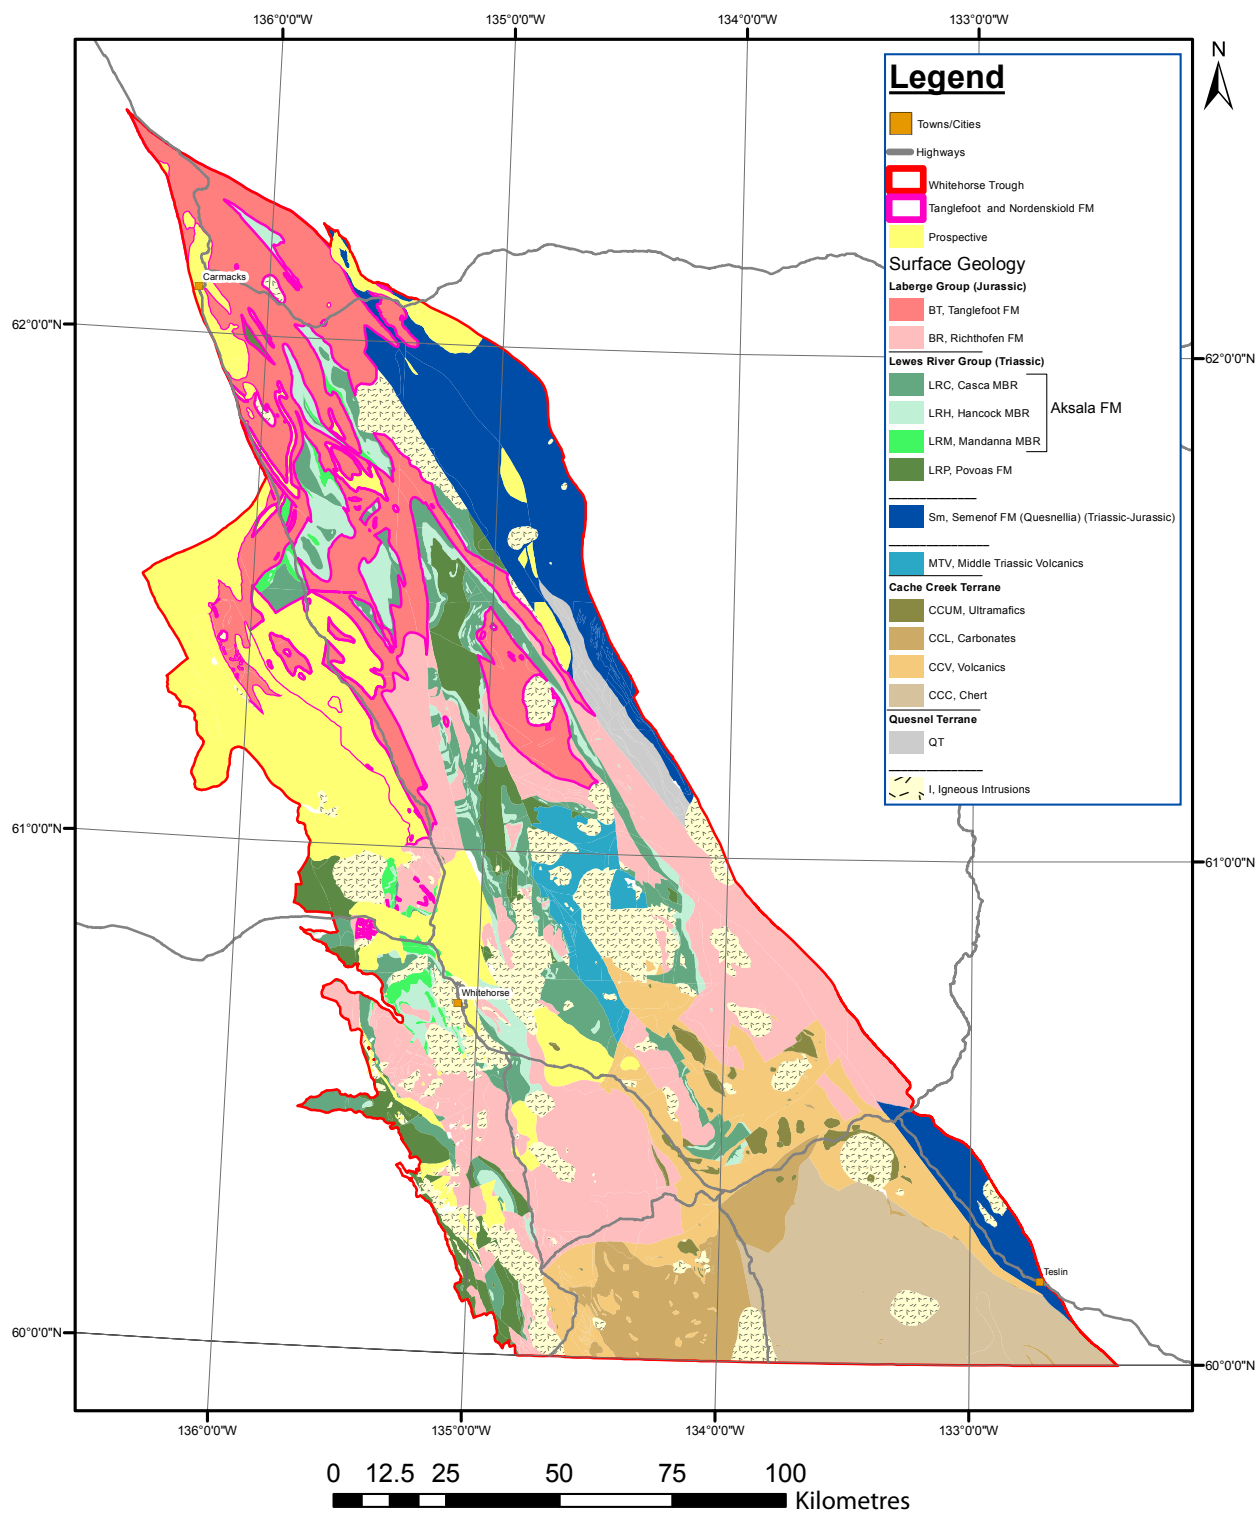 136°0'0"W 135°0'0"W 134°0'0"W 133°0'0"W
N
Legend
Towns/Cities
Highways
Whitehorse Trough
Tanglefoot and Nordenskiold FM
Prospective
Surface Geology
Laberge Group (Jurassic)
BT, Tanglefoot FM
BR, Richthofen FM
Lewes River Group (Triassic)
LRC, Casca MBR
LRH, Hancock MBR
Aksala FM
LRM, Mandanna MBR
LRP, Povoas FM
Sm, Semenof FM (Quesnellia) (Triassic-Jurassic)
MTV, Middle Triassic Volcanics
Cache Creek Terrane
CCUM, Ultramafics
CCL, Carbonates
CCV, Volcanics
CCC, Chert
Quesnel Terrane
QT
I, Igneous Intrusions
Carmacks
62°0'0"N
62°0'0"N
61°0'0"N
61°0'0"N
Whitehorse
Teslin
60°0'0"N
60°0'0"N
136°0'0"W 135°0'0"W 134°0'0"W 133°0'0"W
0 12.5 25 50 75 100
Kilometres